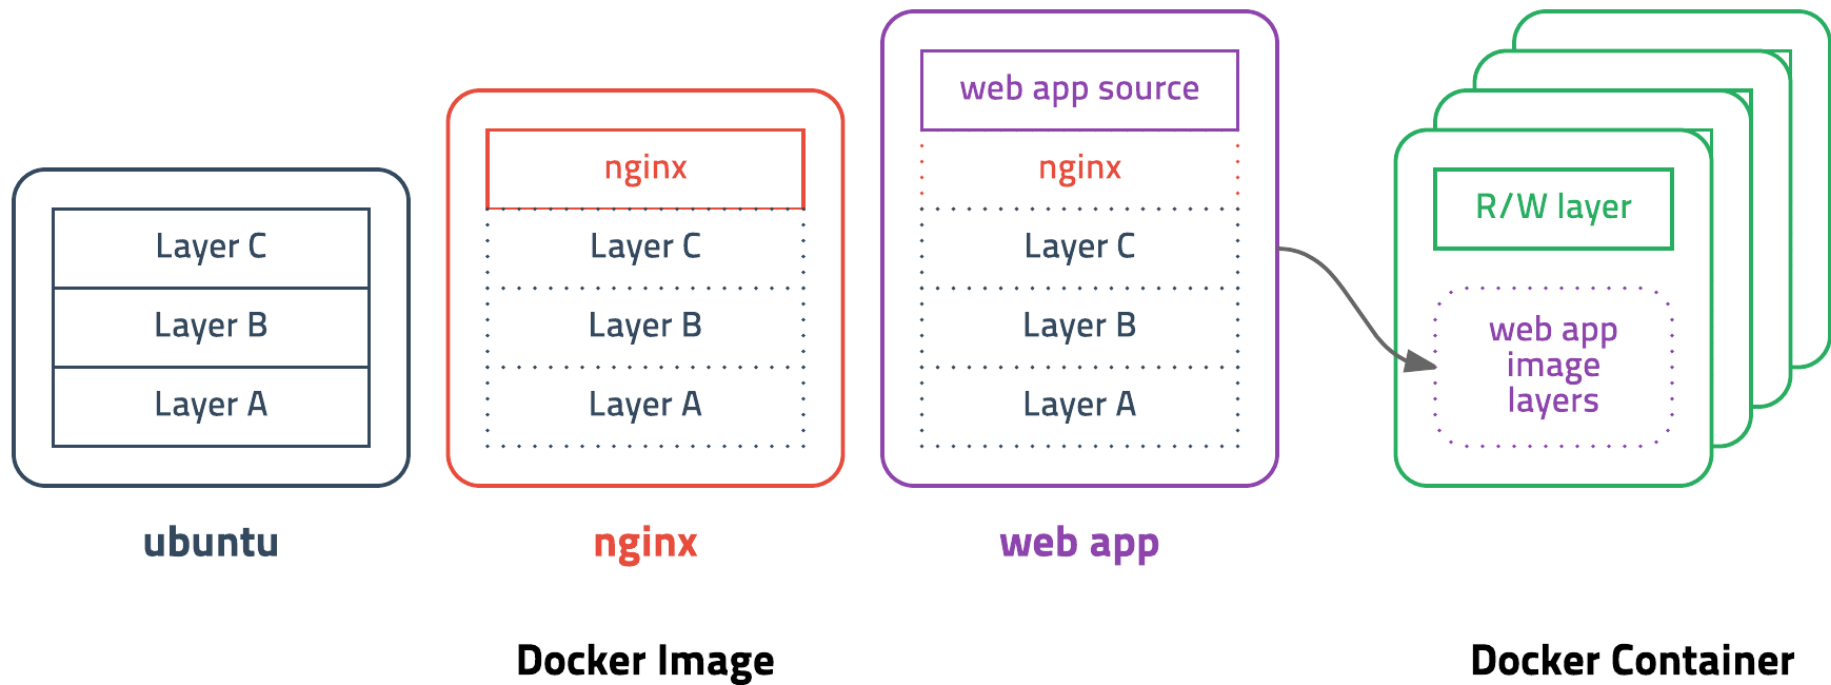 Layer C
Layer B
Layer A
ubuntu
nginx
Layer C
Layer B
Layer A
nginx
web app source
nginx
Layer C
Layer B
Layer A
web app
R/W layer
web app
image
layers
Docker Image
Docker Container